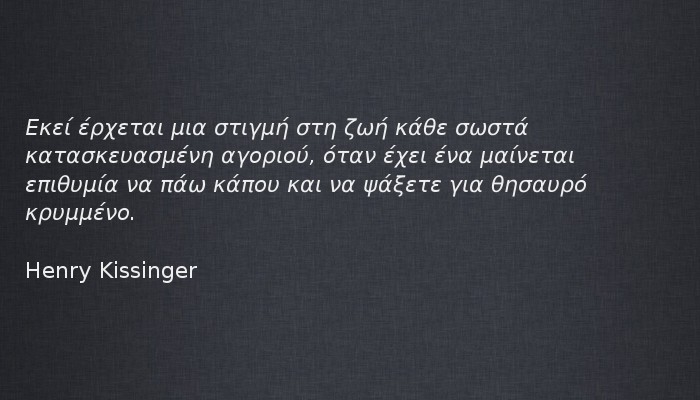 Εκεί έρχεται μια στιγμή στη ζωή κάθε σωστά
κατασκευασμένη αγοριού, όταν έχει ένα μαίνεται
επιθυμία να πάω κάπου και να ψάξετε για θησαυρό
κρυμμένο.
Henry Kissinger